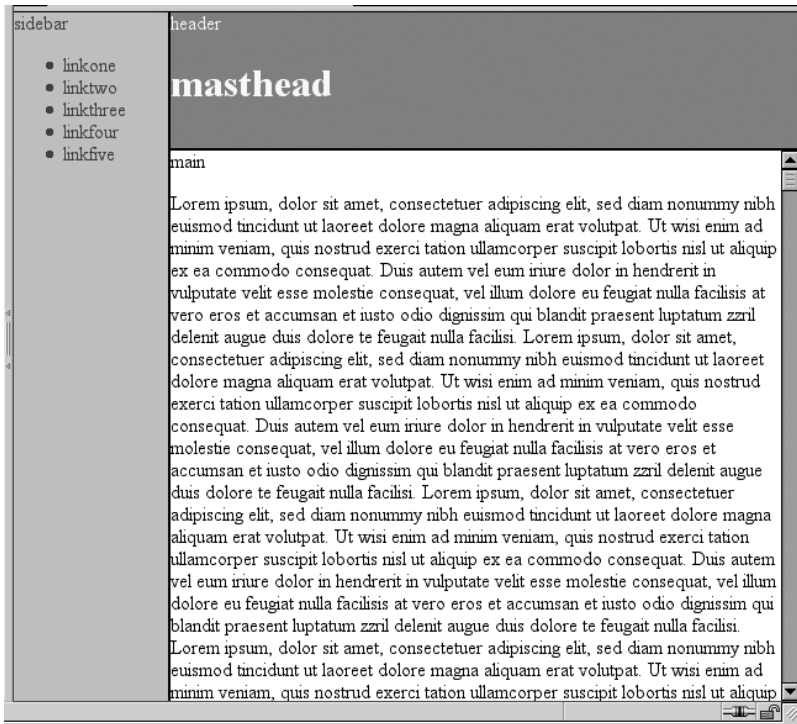 sidebar
linkone
linktwo
linkthree
linkfour
linkfive
header
masthead
main
Lorem ipsum, dolor sit amet, consectetuer adipiscing elit, sed diam nonummy nibh
euismod tincidunt ut laoreet dolore magna aliquam erat volutpat. Ut wisi enim ad
minim veniam, quis nostrud exerci tation ullamcorper suscipit lobortis nisl ut aliquip
ex ea commodo consequat. Duis autem vel eum iriure dolor in hendrerit in
vulputate velit esse molestie consequat, vel illum dolore eu feugiat nulla facilisis at
vero eros et accumsan et iusto odio dignissim qui blandit praesent luptatum zzril
delenit augue duis dolore te feugait nulla facilisi. Lorem ipsum, dolor sit amet,
consectetuer adipiscing elit, sed diam nonummy nibh euismod tincidunt ut laoreet
dolore magna aliquam erat volutpat. Ut wisi enim ad minim veniam, quis nostrud
exerci tation ullamcorper suscipit lobortis nisl ut aliquip ex ea commodo
consequat. Duis autem vel eum iriure dolor in hendrerit in vulputate velit esse
molestie consequat, vel illum dolore eu feugiat nulla facilisis at vero eros et
accumsan et iusto odio dignissim qui blandit praesent luptatum zzril delenit augue
duis dolore te feugait nulla facilisi. Lorem ipsum, dolor sit amet, consectetuer
adipiscing elit, sed diam nonummy nibh euismod tincidunt ut laoreet dolore magna
aliquam erat volutpat. Ut wisi enim ad minim veniam, quis nostrud exerci tation
ullamcorper suscipit lobortis nisl ut aliquip ex ea commodo consequat. Duis autem
vel eum iriure dolor in hendrerit in vulputate velit esse molestie consequat, vel illum
dolore eu feugiat nulla facilisis at vero eros et accumsan et iusto odio dignissim qui
blandit praesent luptatum zzril delenit augue duis dolore te feugait nulla facilisi.
Lorem ipsum, dolor sit amet, consectetuer adipiscing elit, sed diam nonummy nibh
euismod tincidunt ut laoreet dolore magna aliquam erat volutpat. Ut wisi enim ad
minim veniam, quis nostrud exerci tation ullamcorper suscipit lobortis nisl ut aliquip